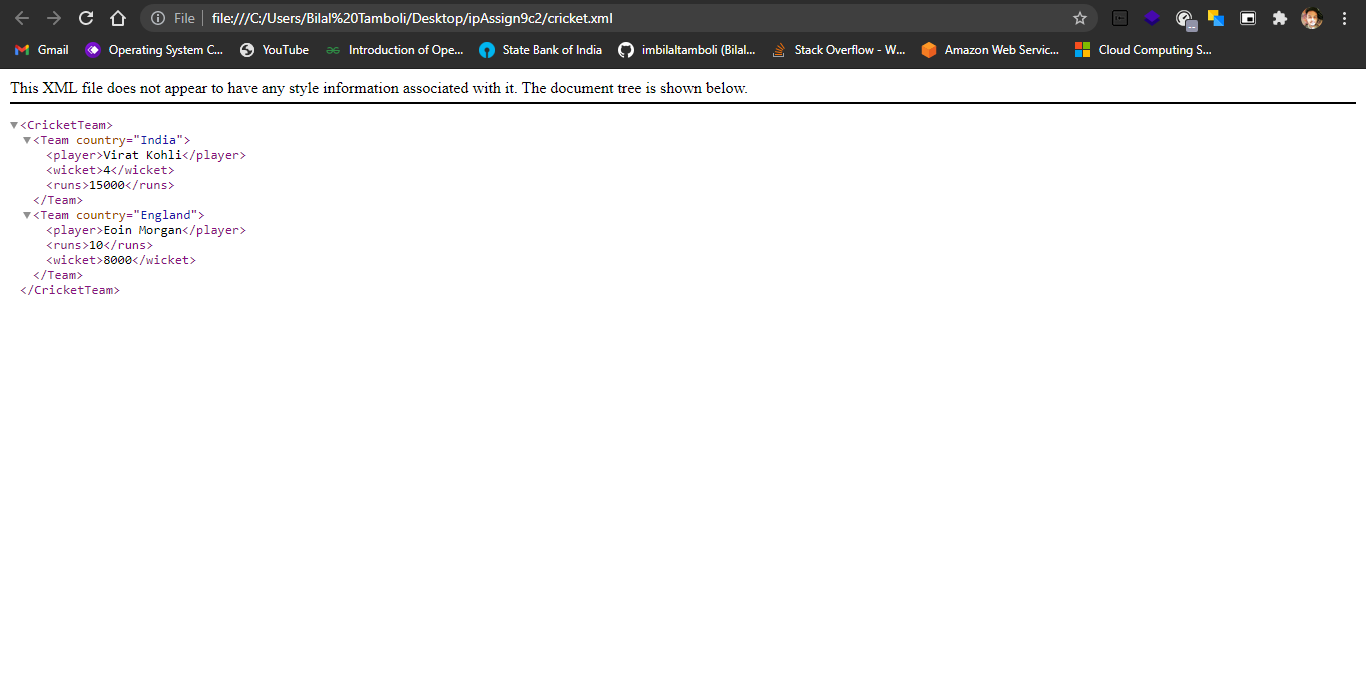 File
file:///C:/Users/Bilal%20Tamboli/Desktop/ipAssign9c2/cricket.xml
Gmail
Operating System C...
YouTube
Introduction of Ope...
State Bank of India
imbilaltamboli (Bilal...
Stack Overflow - W...
Amazon Web Servic...
Cloud Computing S...
This XML file does not appear to have any style information associated with it. The document tree is shown below.
<CricketTeam>
<Team country="India">
<player>Virat Kohli</player>
<wicket>4</wicket>
<runs>15000</runs>
</Team>
<Team country="England">
<player>Eoin Morgan</player>
<runs>10</runs>
<wicket>8000</wicket>
</Team>
</CricketTeam>